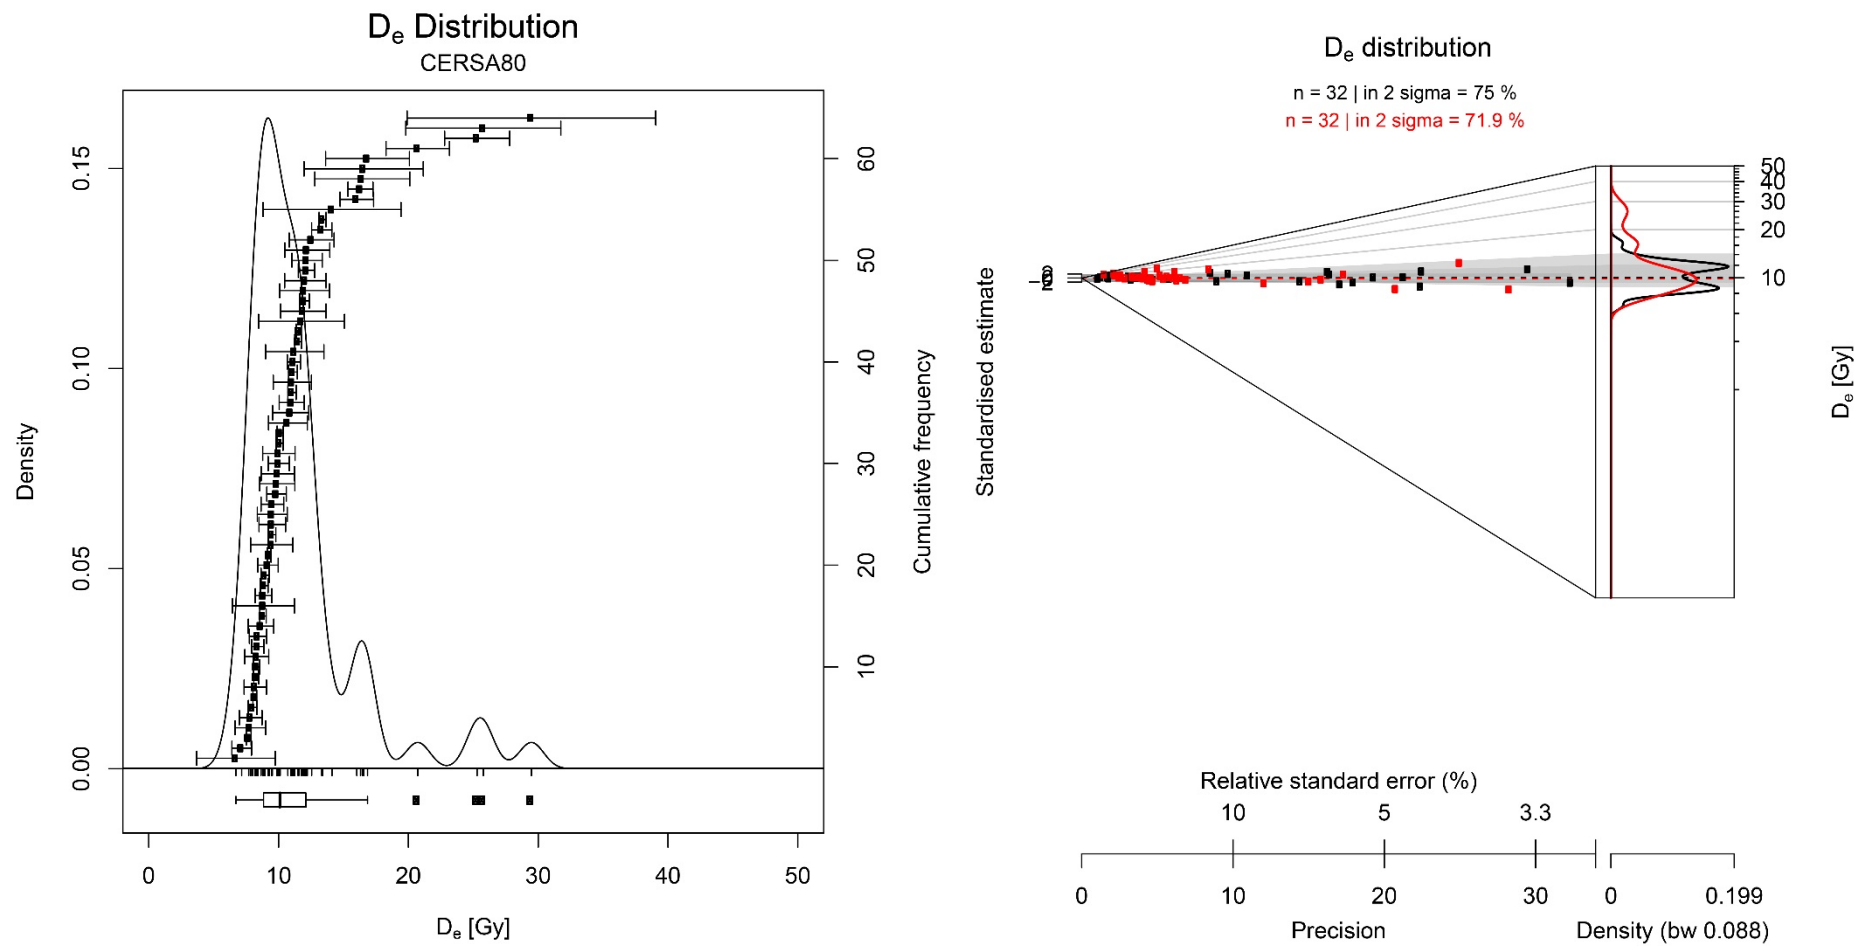 De Distribution
CERSA80
Density
0.00
0.05
0.10
0.15
0
10
20
30
40
50
De [Gy]
10
20
30
40
50
60
Cumulative frequency
De distribution
n = 32 | in 2 sigma = 75 %
n = 32 | in 2 sigma = 71.9 %
Standardised estimate
50
40
30
20
10
De [Gy]
Relative standard error (%)
10
5
3.3
0
10
20
30
Precision
0
0.199
Density (bw 0.088)